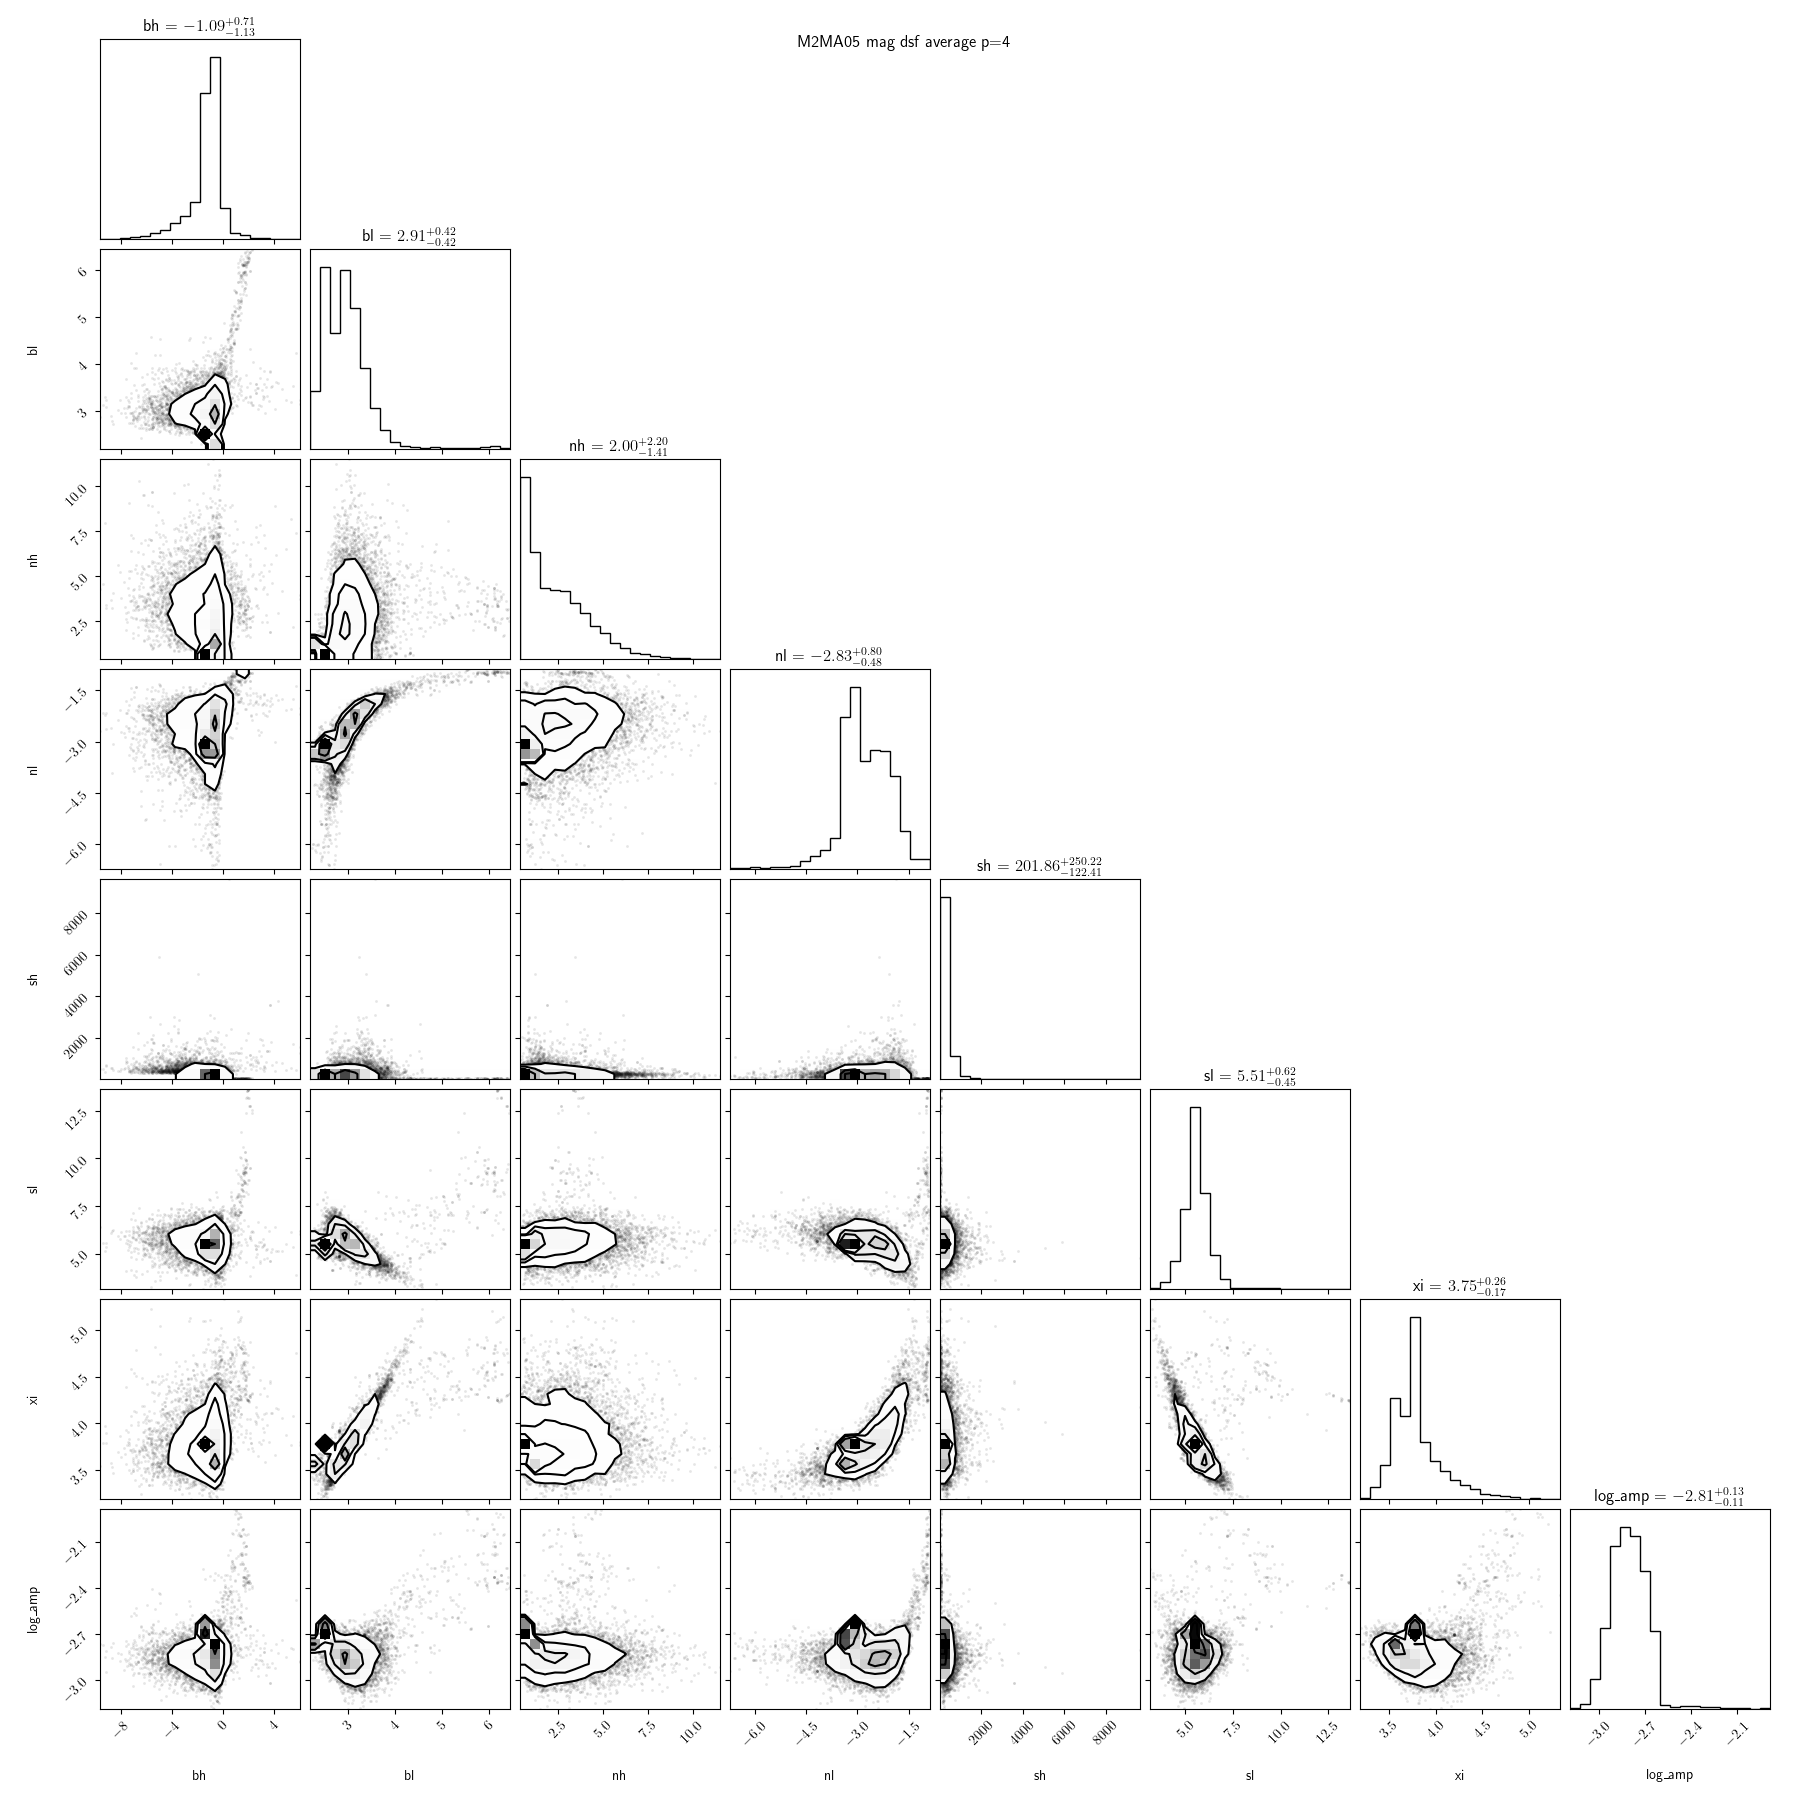 M2MA05 mag dsf average p=4
bh = −1.09+0.71−1.13
bl = 2.91+0.42−0.42
nh = 2.00+2.20−1.41
nl = −2.83+0.80−0.48
sh = 201.86+250.22−122.41
sl = 5.51+0.62−0.45
xi = 3.75+0.26−0.17
log_amp = −2.81+0.13−0.11
6
5
4
3
bl
10.0
7.5
5.0
2.5
nh
−1.5
−3.0
−4.5
−6.0
nl
8000
6000
4000
2000
sh
12.5
10.0
7.5
5.0
sl
5.0
4.5
4.0
3.5
xi
−2.1
−2.4
−2.7
−3.0
log_amp
−8 −4 0 4
3 4 5 6
2.5 5.0 7.5 10.0
−6.0 −4.5 −3.0 −1.5
2000 4000 6000 8000
5.0 7.5 10.0 12.5
3.5 4.0 4.5 5.0
−3.0 −2.7 −2.4 −2.1
bh bl nh nl sh sl xi log_amp